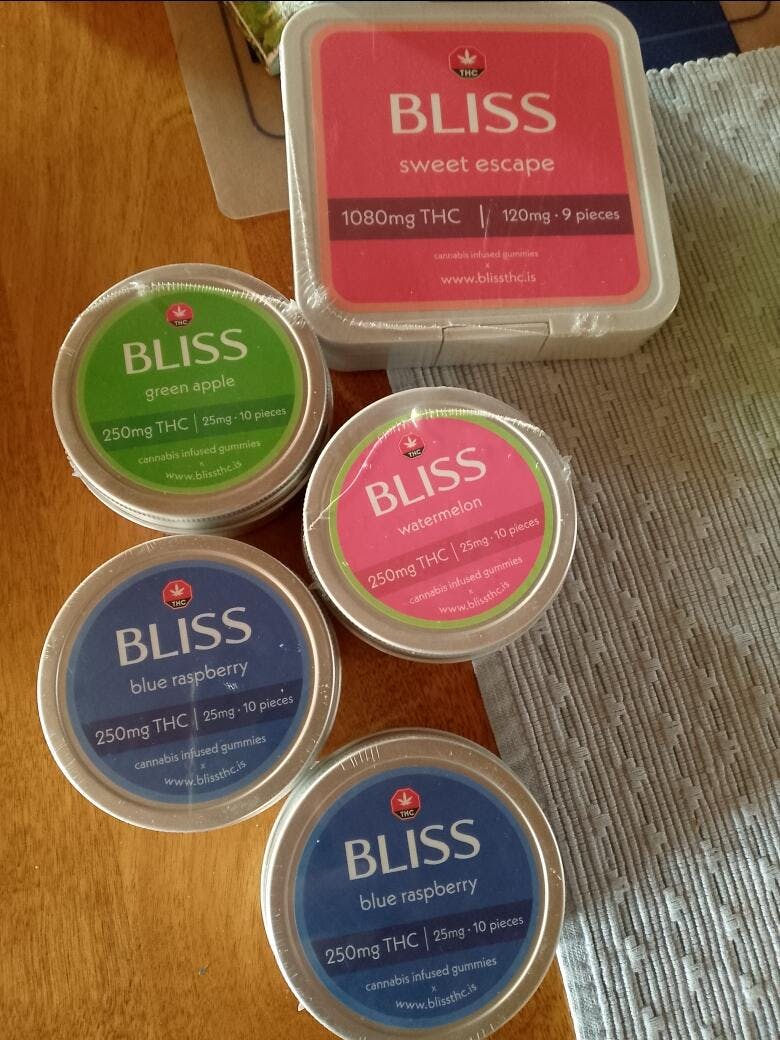 THC
BLISS
sweet escape
1080mg THC | 120mg · 9 pieces
cannabis infused gummies
x
www.blissthc.is
THC
BLISS
green apple
250mg THC | 25mg · 10 pieces
cannabis infused gummies
x
www.blissthc.is
THC
BLISS
watermelon
250mg THC | 25mg · 10 pieces
cannabis infused gummies
x
www.blissthc.is
THC
BLISS
blue raspberry
250mg THC | 25mg · 10 pieces
cannabis infused gummies
x
www.blissthc.is
THC
BLISS
blue raspberry
250mg THC | 25mg · 10 pieces
cannabis infused gummies
x
www.blissthc.is